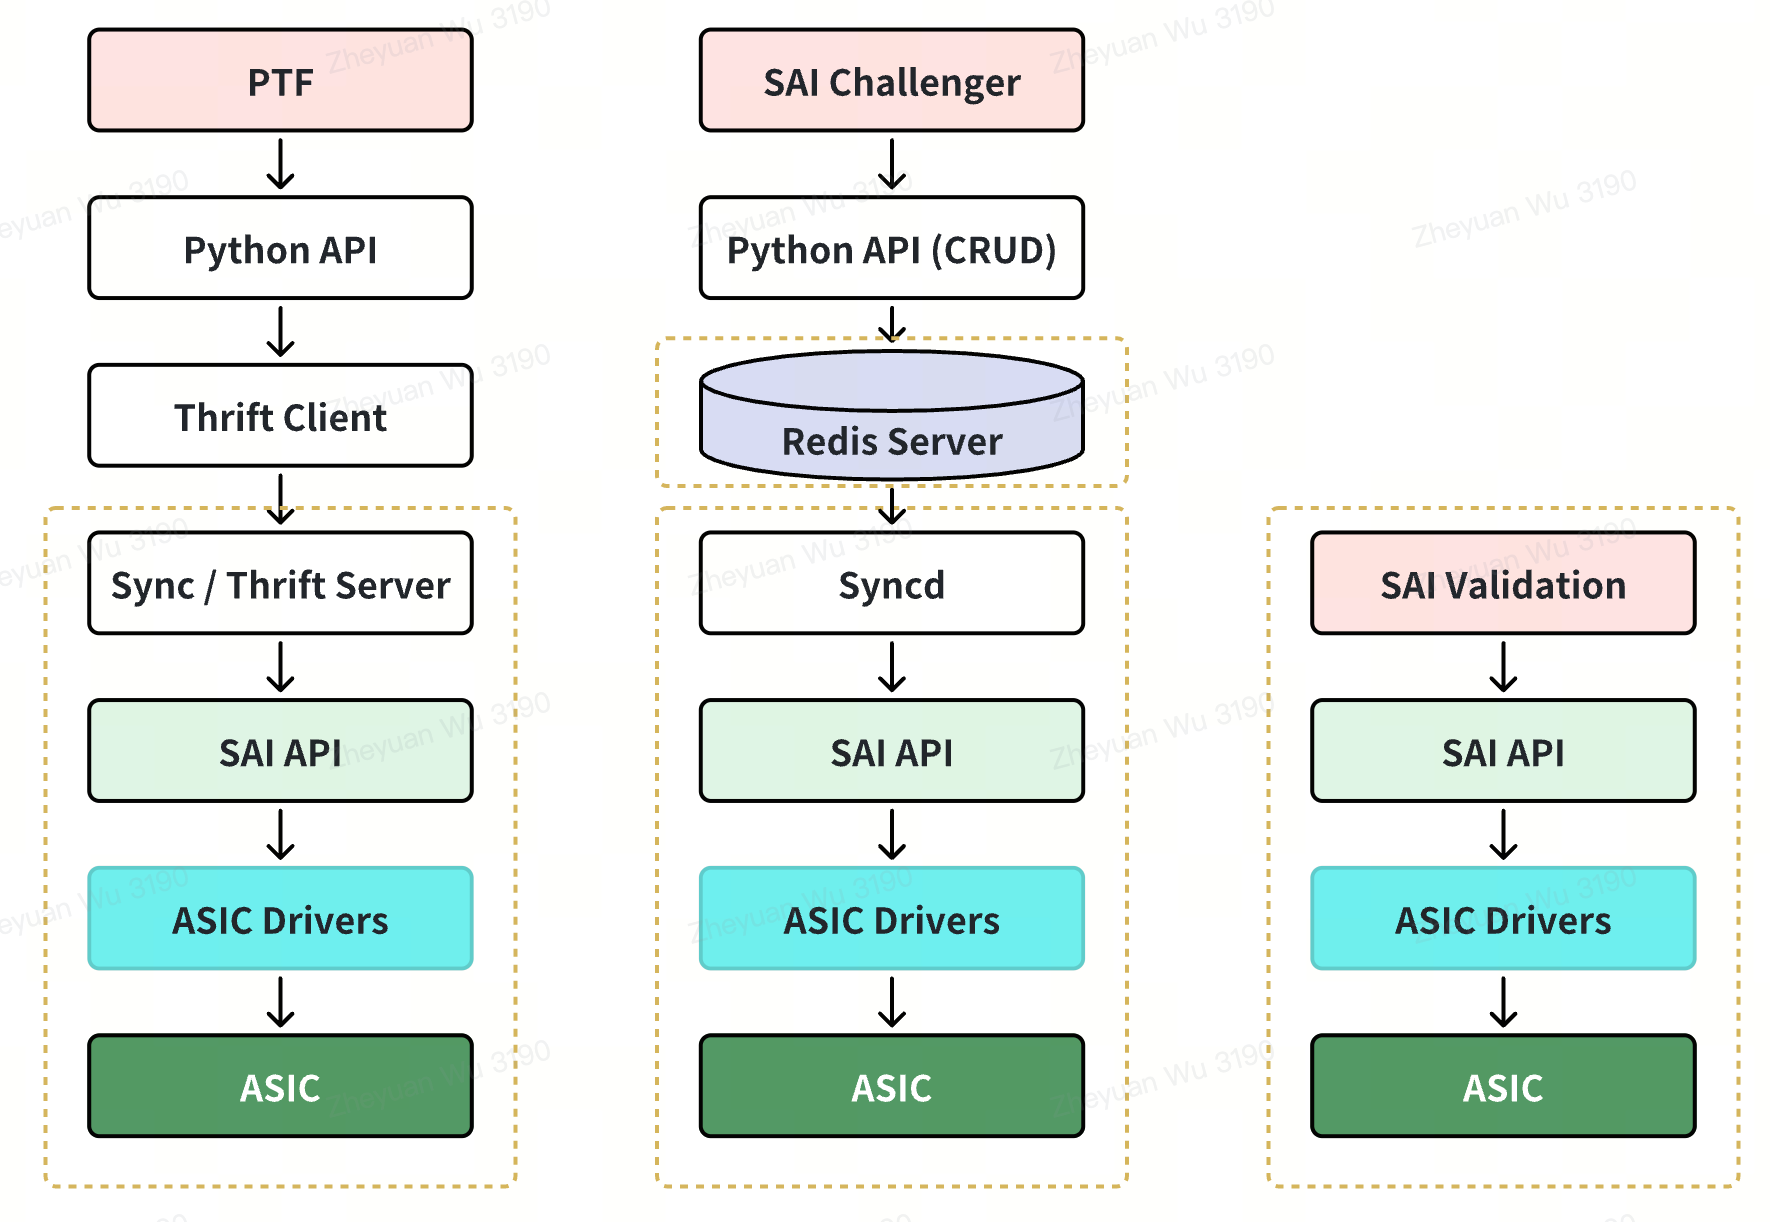 PTF
Python API
Thrift Client
Sync / Thrift Server
SAI API
ASIC Drivers
ASIC
SAI Challenger
Python API (CRUD)
Redis Server
Syncd
SAI API
ASIC Drivers
ASIC
SAI Validation
SAI API
ASIC Drivers
ASIC
Zheyuan Wu 3190